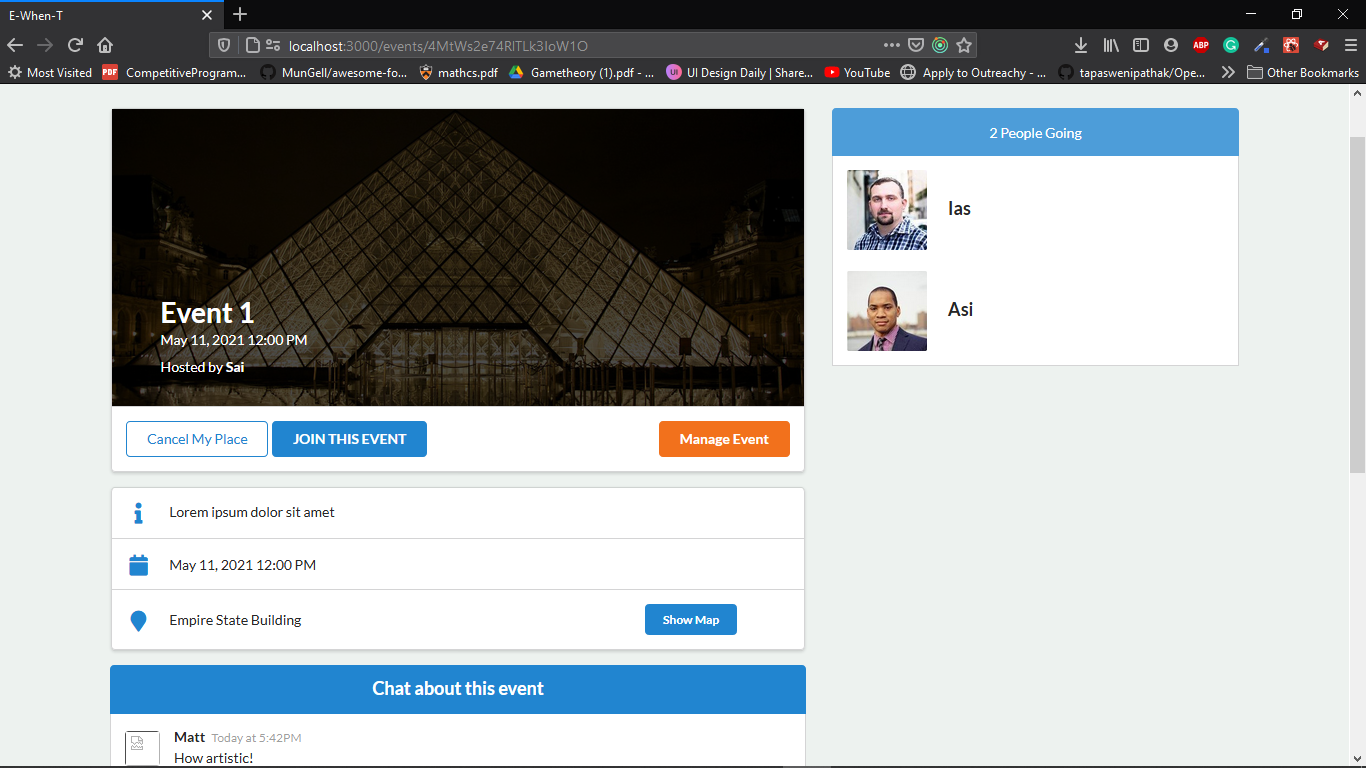 E-When-T
localhost:3000/events/4MtWs2e74RlTLk3IoW1O
ABP
Most Visited
PDF CompetitiveProgram...
MunGell/awesome-fo...
mathcs.pdf
Gametheory (1).pdf - ...
UI UI Design Daily | Share...
YouTube
Apply to Outreachy - ...
tapaswenipathak/Ope...
Other Bookmarks
Event 1
May 11, 2021 12:00 PM
Hosted by Sai
Cancel My Place
JOIN THIS EVENT
Manage Event
Lorem ipsum dolor sit amet
May 11, 2021 12:00 PM
Empire State Building
Show Map
Chat about this event
Matt Today at 5:42PM
How artistic!
2 People Going
Ias
Asi